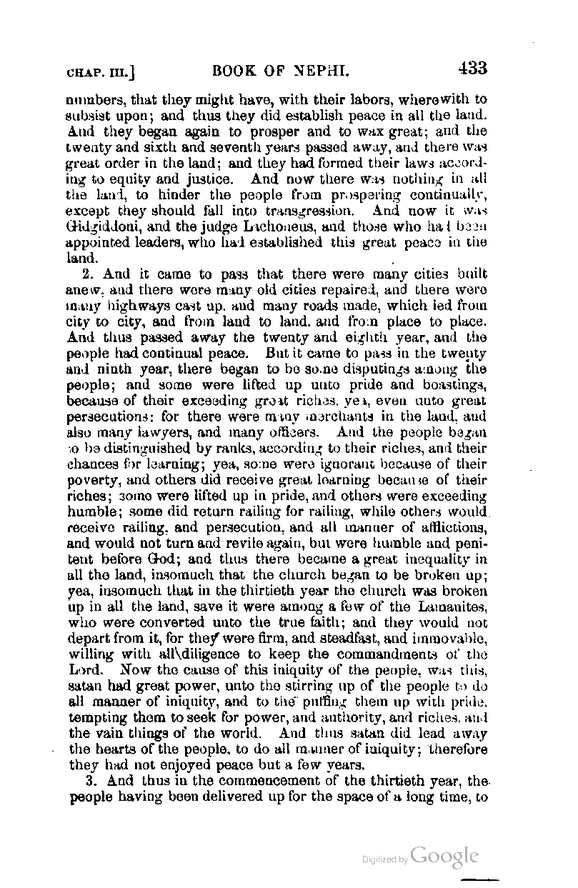 CHAP. III.] BOOK OF NEPHI. 433
numbers, that they might have, with their labors, wherewith to
subsist upon; and thus they did establish peace in all the land.
And they began again to prosper and to wax great; and the
twenty and sixth and seventh years passed away, and there was
great order in the land; and they had formed their laws accord-
ing to equity and justice. And now there was nothing in all
the land, to hinder the people from prospering continually,
except they should fall into transgression. And now it was
Gidgiddoni, and the judge Lachoneus, and those who had been
appointed leaders, who had established this great peace in the
land.
2. And it came to pass that there were many cities built
anew, and there were many old cities repaired, and there were
many highways cast up, and many roads made, which led from
city to city, and from land to land, and from place to place.
And thus passed away the twenty and eighth year, and the
people had continual peace. But it came to pass in the twenty
and ninth year, there began to be some disputings among the
people; and some were lifted up unto pride and boastings,
because of their exceeding great riches, yea, even unto great
persecutions; for there were many merchants in the land, and
also many lawyers, and many officers. And the people began
to be distinguished by ranks, according to their riches, and their
chances for learning; yea, some were ignorant because of their
poverty, and others did receive great learning because of their
riches; some were lifted up in pride, and others were exceeding
humble; some did return railing for railing, while others would
receive railing, and persecution, and all manner of afflictions,
and would not turn and revile again, but were humble and peni-
tent before God; and thus there became a great inequality in
all the land, insomuch that the church began to be broken up;
yea, insomuch that in the thirtieth year the church was broken
up in all the land, save it were among a few of the Lamanites,
who were converted unto the true faith; and they would not
depart from it, for they were firm, and steadfast, and immovable,
willing with all diligence to keep the commandments of the
Lord. Now the cause of this iniquity of the people, was this,
satan had great power, unto the stirring up of the people to do
all manner of iniquity, and to the puffing them up with pride,
tempting them to seek for power, and authority, and riches, and
the vain things of the world. And thus satan did lead away
the hearts of the people, to do all manner of iniquity; therefore
they had not enjoyed peace but a few years.
3. And thus in the commencement of the thirtieth year, the
people having been delivered up for the space of a long time, to
Digitized by Google